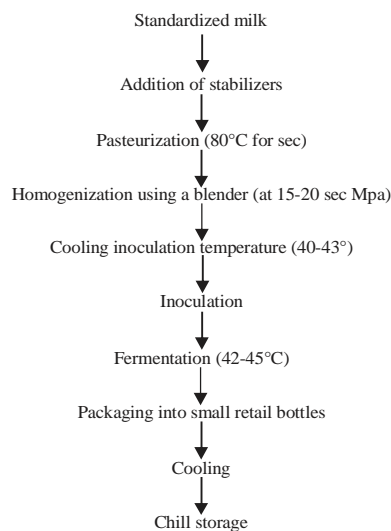 Standardized milk
Addition of stabilizers
Pasteurization (80°C for sec)
Homogenization using a blender (at 15-20 sec Mpa)
Cooling inoculation temperature (40-43°)
Inoculation
Fermentation (42-45°C)
Packaging into small retail bottles
Cooling
Chill storage